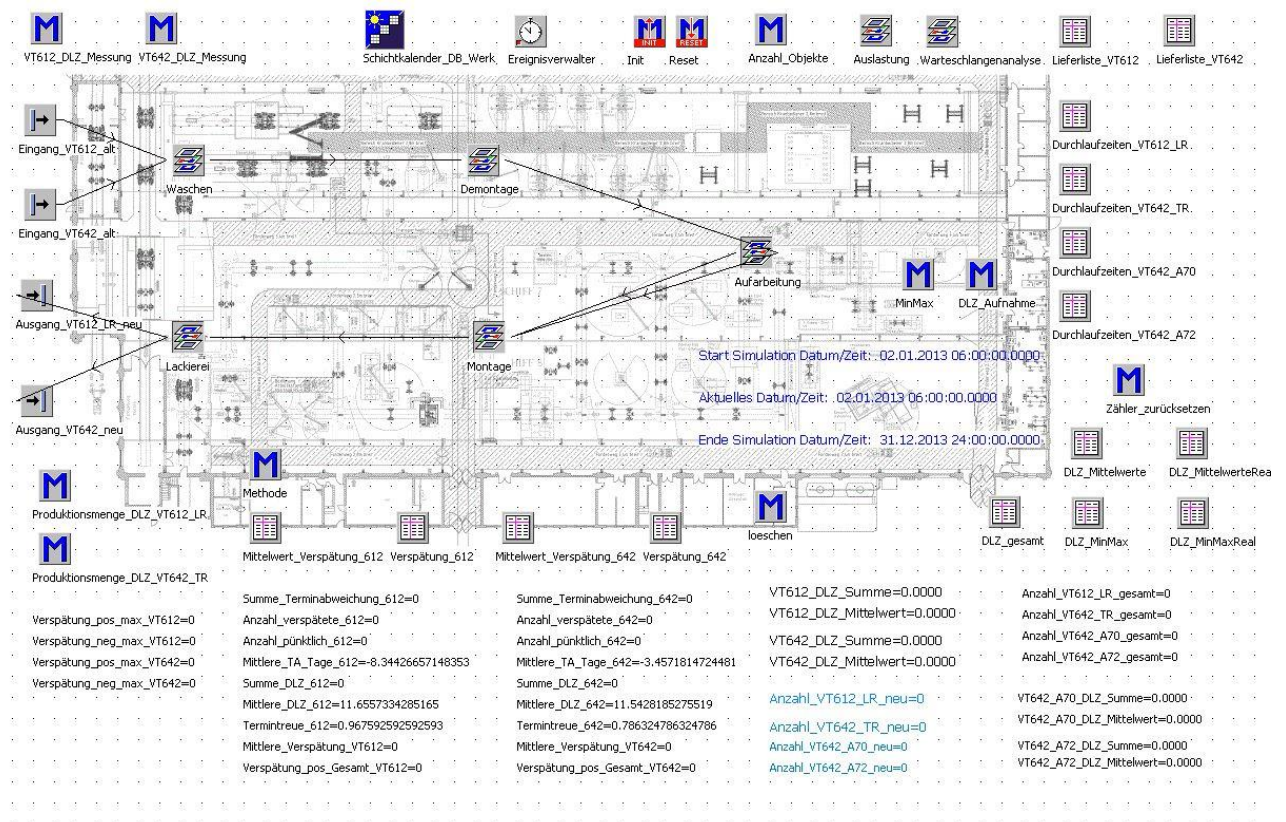 VT612_DLZ_Messung VT642_DLZ_Messung Schichtkalender_DB_Werk Ereignisverwalter Init Reset Anzahl_Objekte Auslastung Warteschlangenanalyse Lieferliste_VT612 Lieferliste_VT642
INIT RESET
Eingang_VT612_alt
Durchlaufzeiten_VT612_LR
Waschen Demontage
Durchlaufzeiten_VT642_TR
Eingang_VT642_alt
Durchlaufzeiten_VT642_A70
Aufarbeitung
MinMax DLZ_Aufnahme
Ausgang_VT612_LR_neu
Durchlaufzeiten_VT642_A72
Lackierei Montage
Start Simulation Datum/Zeit: 02.01.2013 06:00:00.0000
Aktuelles Datum/Zeit: 02.01.2013 06:00:00.0000
Zähler_zurücksetzen
Ausgang_VT642_neu
Ende Simulation Datum/Zeit: 31.12.2013 24:00:00.0000
DLZ_Mittelwerte DLZ_MittelwerteRea
Methode
Produktionsmenge_DLZ_VT612_LR
loeschen
DLZ_gesamt DLZ_MinMax DLZ_MinMaxReal
Mittelwert_Verspätung_612 Verspätung_612 Mittelwert_Verspätung_642 Verspätung_642
Produktionsmenge_DLZ_VT642_TR
Verspätung_pos_max_VT612=0
Verspätung_neg_max_VT612=0
Verspätung_pos_max_VT642=0
Verspätung_neg_max_VT642=0
Summe_Terminabweichung_612=0
Anzahl_verspätete_612=0
Anzahl_pünktlich_612=0
Mittlere_TA_Tage_612=-8.34426657148353
Summe_DLZ_612=0
Mittlere_DLZ_612=11.6557334285165
Termintreue_612=0.967592592592593
Mittlere_Verspätung_VT612=0
Verspätung_pos_Gesamt_VT612=0
Summe_Terminabweichung_642=0
Anzahl_verspätete_642=0
Anzahl_pünktlich_642=0
Mittlere_TA_Tage_642=-3.4571814724481
Summe_DLZ_642=0
Mittlere_DLZ_642=11.5428185275519
Termintreue_642=0.786324786324786
Mittlere_Verspätung_VT642=0
Verspätung_pos_Gesamt_VT642=0
VT612_DLZ_Summe=0.0000
VT612_DLZ_Mittelwert=0.0000
VT642_DLZ_Summe=0.0000
VT642_DLZ_Mittelwert=0.0000
Anzahl_VT612_LR_neu=0
Anzahl_VT642_TR_neu=0
Anzahl_VT642_A70_neu=0
Anzahl_VT642_A72_neu=0
Anzahl_VT612_LR_gesamt=0
Anzahl_VT642_TR_gesamt=0
Anzahl_VT642_A70_gesamt=0
Anzahl_VT642_A72_gesamt=0
VT642_A70_DLZ_Summe=0.0000
VT642_A70_DLZ_Mittelwert=0.0000
VT642_A72_DLZ_Summe=0.0000
VT642_A72_DLZ_Mittelwert=0.0000